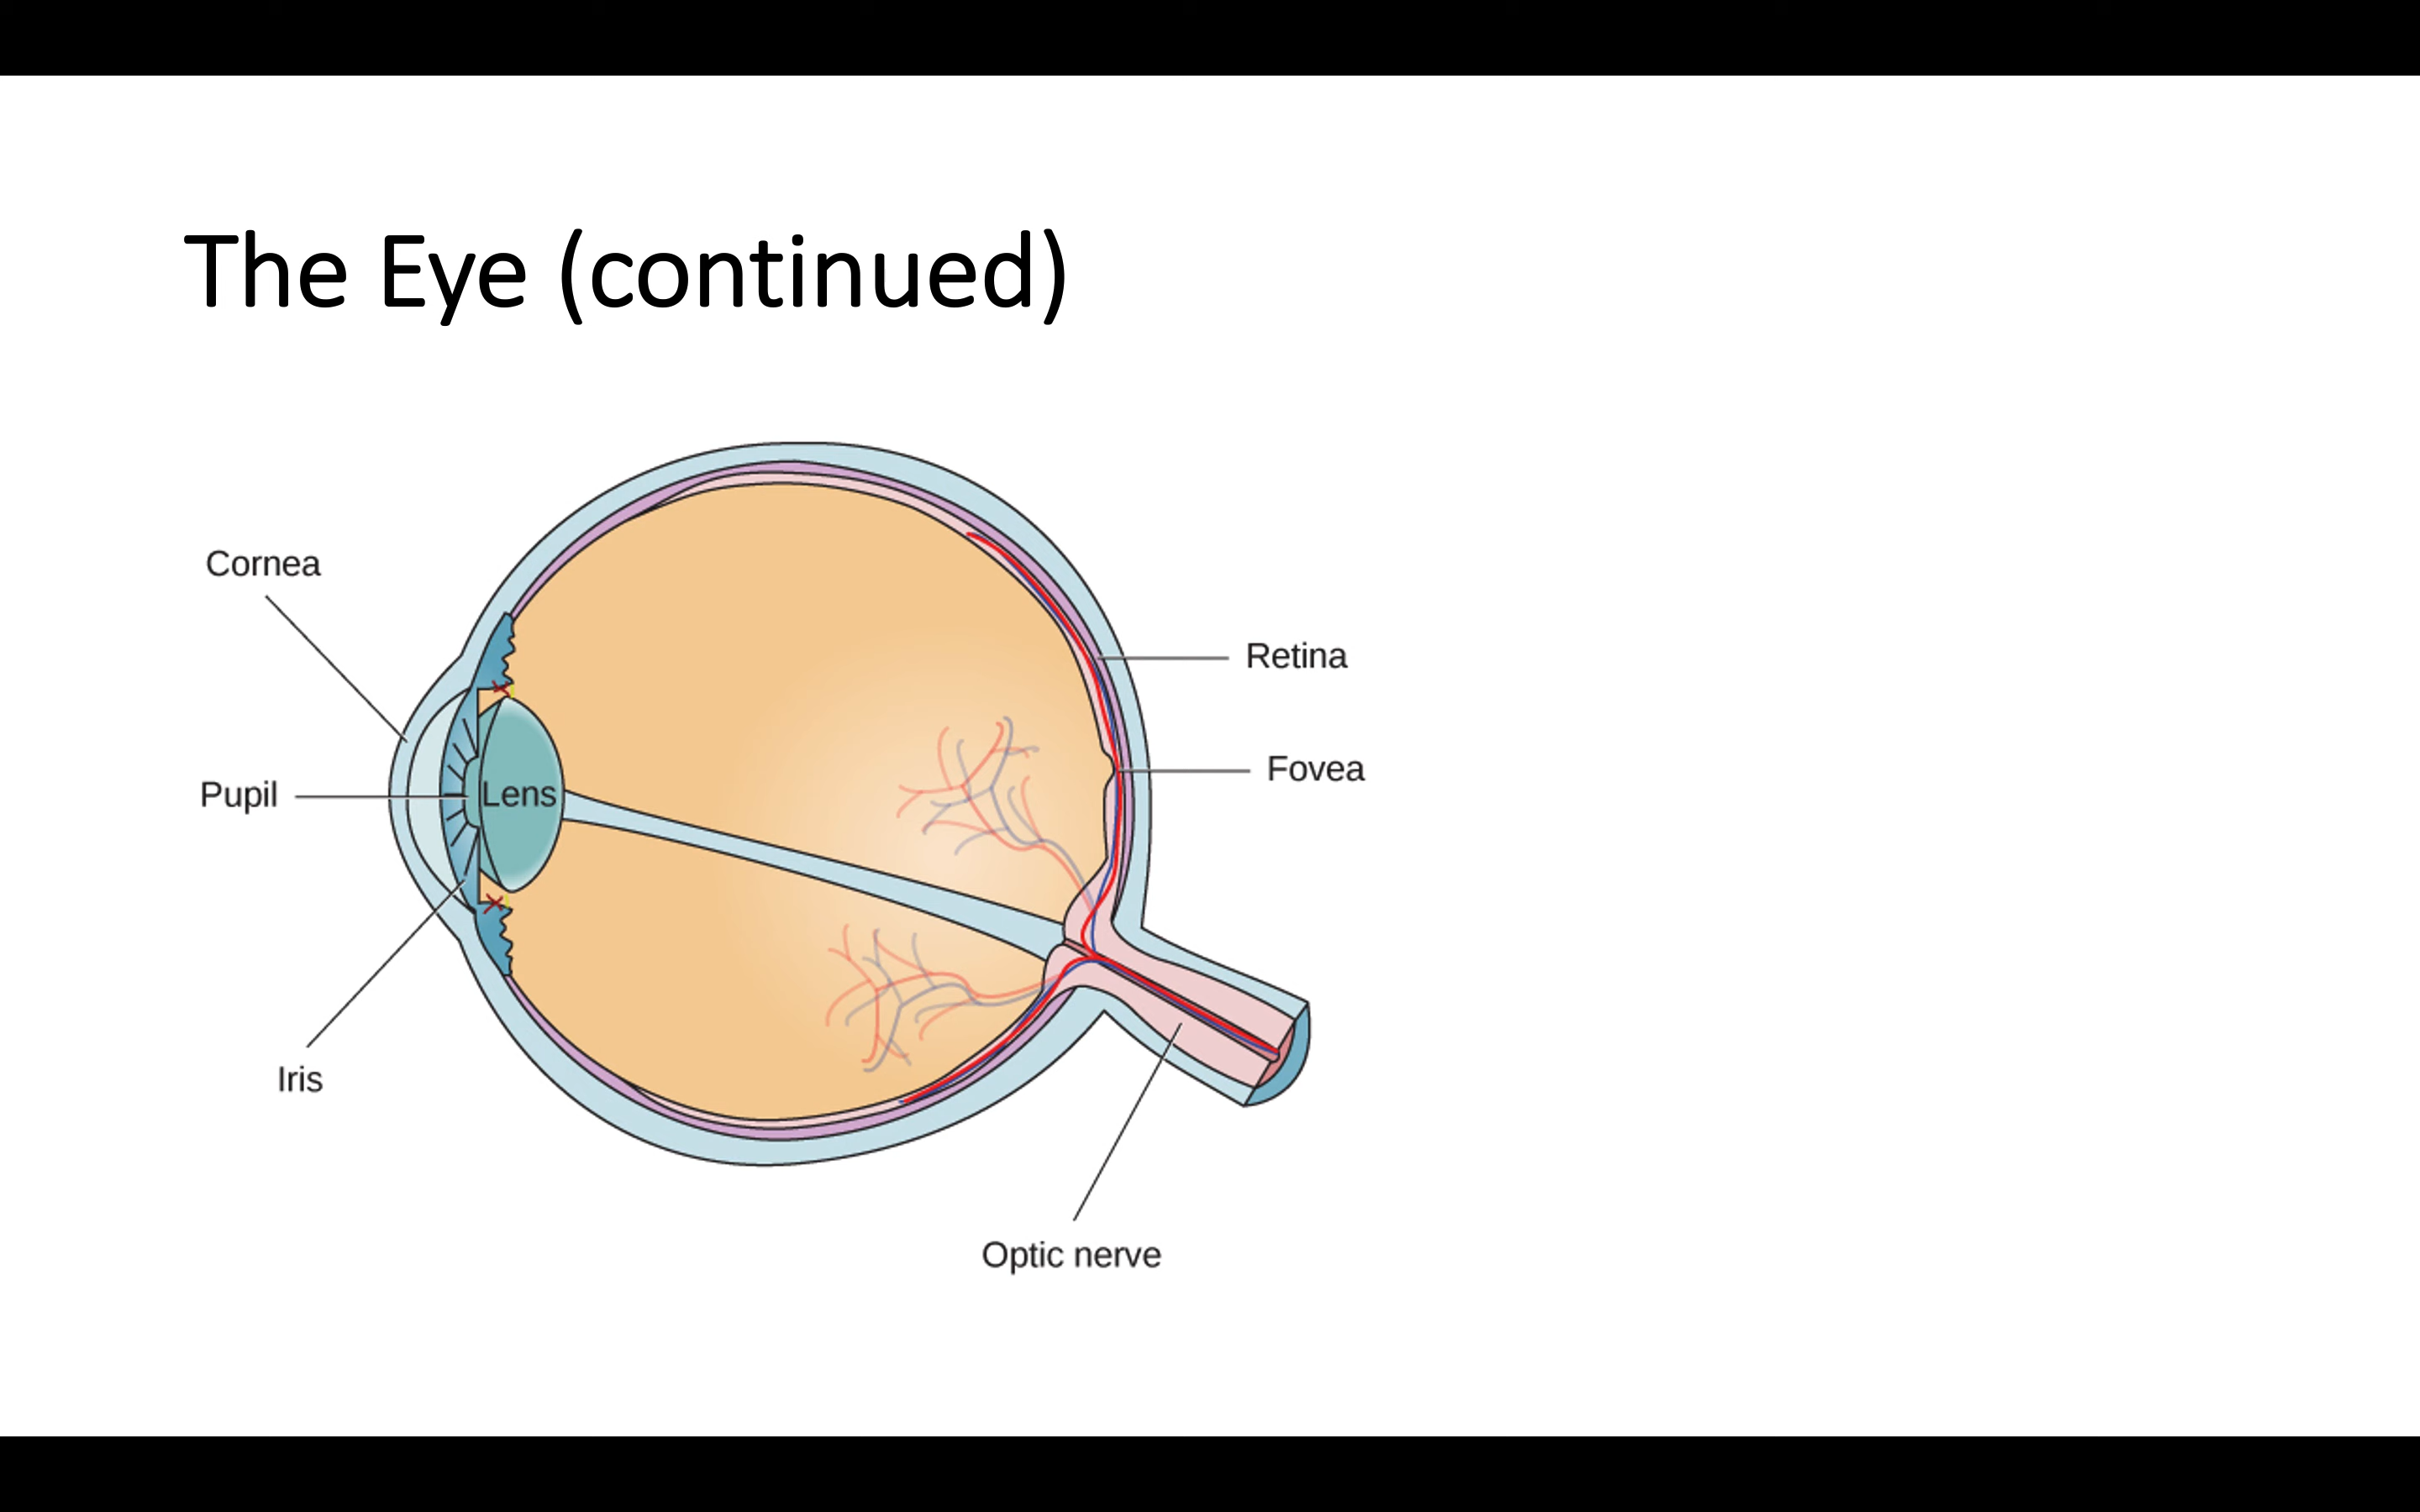 The Eye (continued)
Cornea
Retina
Fovea
Pupil
Lens
Iris
Optic nerve